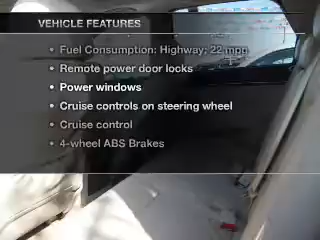 VEHICLE FEATURES
• Fuel Consumption: Highway: 22 mpg
• Remote power door locks
• Power windows
• Cruise controls on steering wheel
• Cruise control
• 4-wheel ABS Brakes